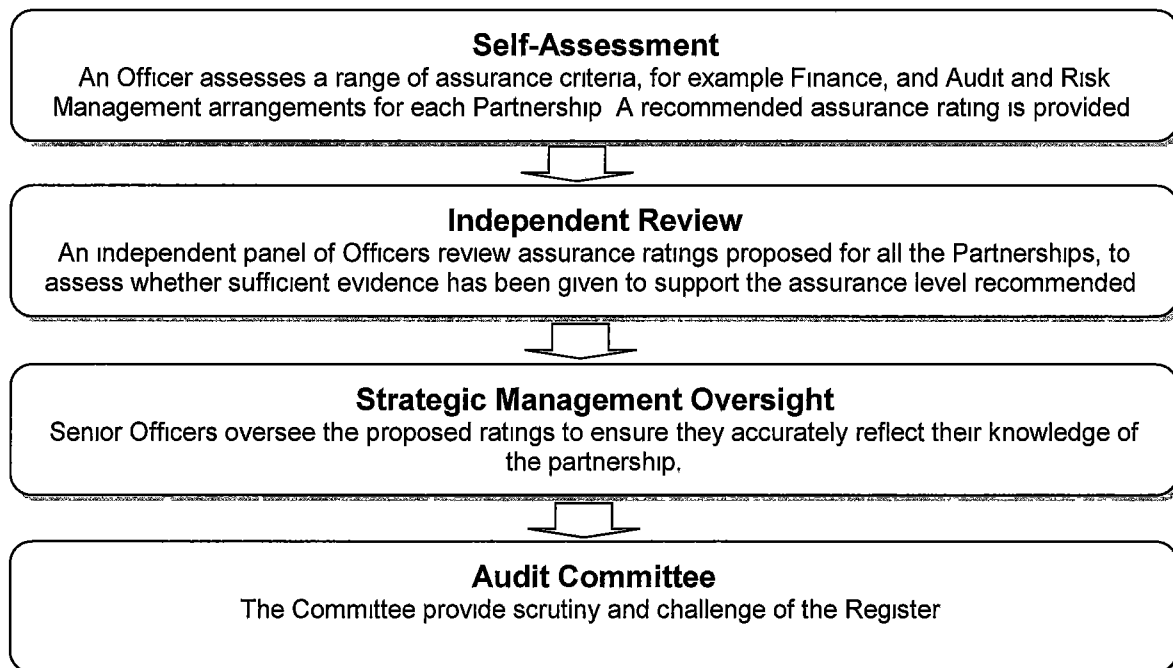 Self-Assessment
An Officer assesses a range of assurance criteria, for example Finance, and Audit and Risk
Management arrangements for each Partnership A recommended assurance rating is provided
Independent Review
An independent panel of Officers review assurance ratings proposed for all the Partnerships, to
assess whether sufficient evidence has been given to support the assurance level recommended
Strategic Management Oversight
Senior Officers oversee the proposed ratings to ensure they accurately reflect their knowledge of
the partnership.
Audit Committee
The Committee provide scrutiny and challenge of the Register